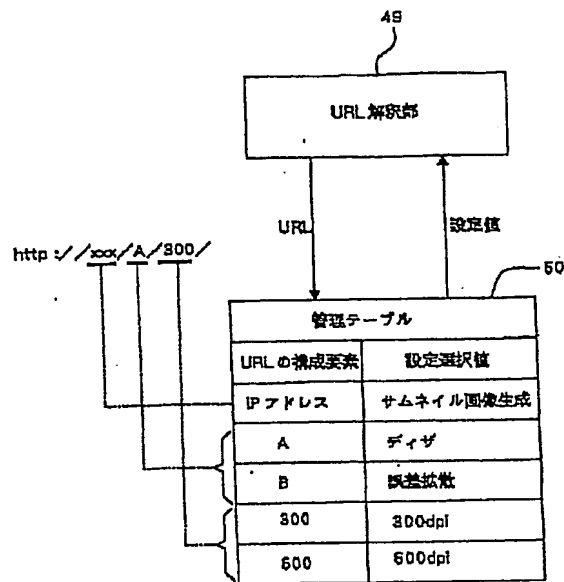 49
URL 解釈部
URL
設定値
http://xxx/A/300/
50
管理テーブル
URLの構成要素 設定選択値
IPアドレス サムネイル画像生成
A ディザ
B 誤差拡散
300 300dpi
600 600dpi